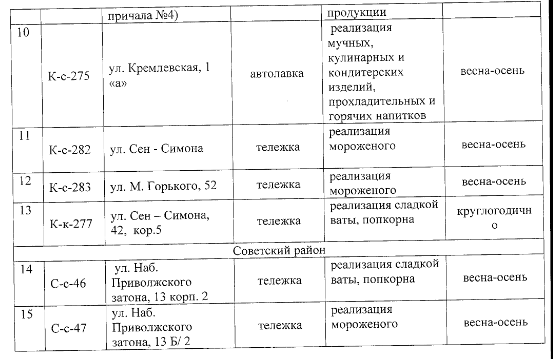 причала №4) продукции
10 К-с-275 ул. Кремлевская, 1 «а» автолавка реализация мучных, кулинарных и кондитерских изделий, прохладительных и горячих напитков весна-осень
11 К-с-282 ул. Сен - Симона тележка реализация мороженого весна-осень
12 К-с-283 ул. М. Горького, 52 тележка реализация мороженого весна-осень
13 К-к-277 ул. Сен – Симона, 42, кор.5 тележка реализация сладкой ваты, попкорна круглогодично
Советский район
14 С-с-46 ул. Наб. Приволжского затона, 13 корп. 2 тележка реализация сладкой ваты, попкорна весна-осень
15 С-с-47 ул. Наб. Приволжского затона, 13 Б/ 2 тележка реализация мороженого весна-осень